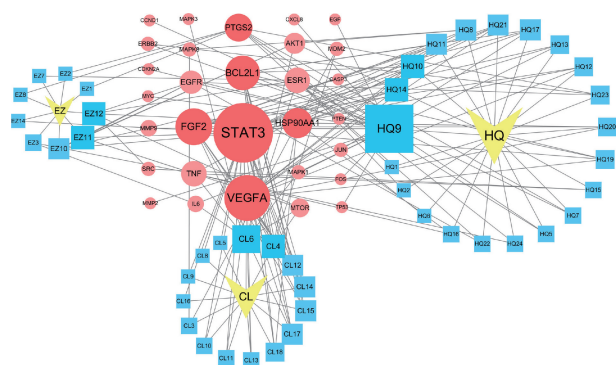 CCND1
MAPK3
CXCL8
EGF
PTGS2
ERBB2
AKT1
MDM2
CDKN2A
MAPK8
BCL2L1
EGFR
ESR1
CASP3
MYC
FGF2
STAT3
HSP90AA1
PTEN
MMP9
JUN
SRC
TNF
MAPK1
FOS
VEGFA
MMP2
IL6
MTOR
TP53
EZ7
EZ2
EZ8
EZ1
EZ
EZ12
EZ14
EZ11
EZ3
EZ10
HQ8
HQ21
HQ17
HQ11
HQ13
HQ10
HQ12
HQ14
HQ23
HQ9
HQ
HQ20
HQ1
HQ19
HQ2
HQ15
HQ7
HQ16
HQ5
HQ22
HQ24
CL5
CL6
CL4
CL8
CL12
CL9
CL14
CL16
CL
CL15
CL3
CL17
CL10
CL18
CL11
CL13